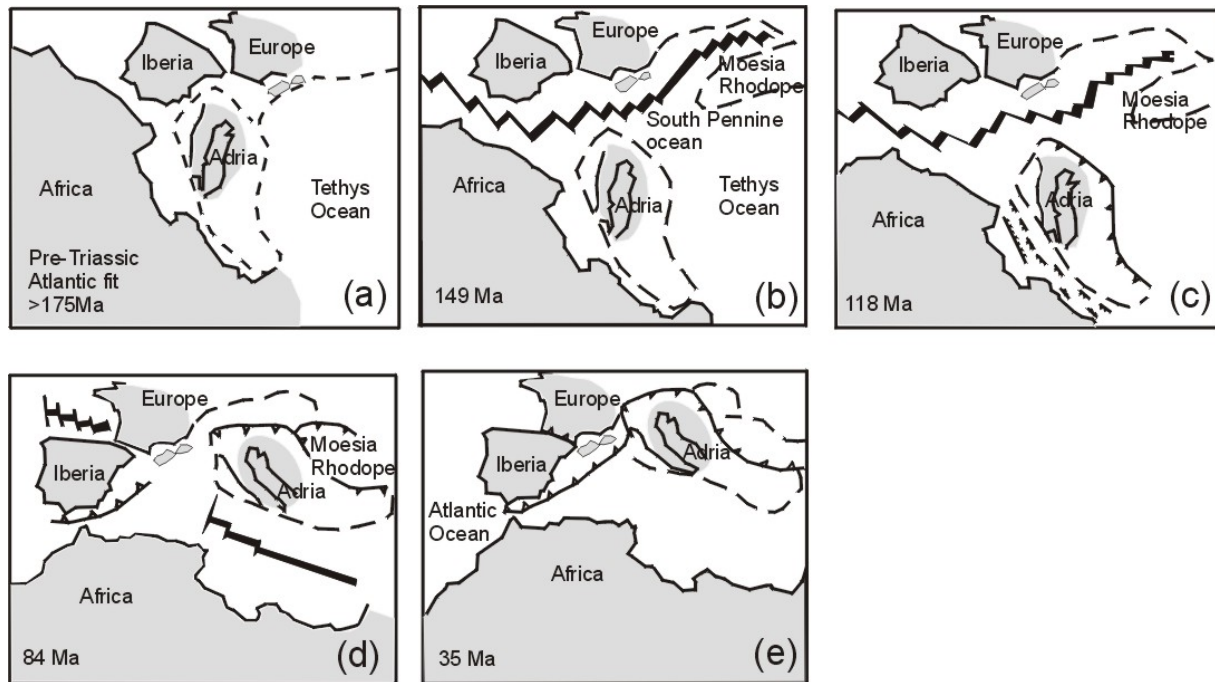 Europe
Iberia
Adria
Africa
Tethys
Ocean
Pre-Triassic
Atlantic fit
>175Ma
(a)
Europe
Iberia
Moesia
Rhodope
South Pennine
ocean
Africa
Adria
Tethys
Ocean
149 Ma
(b)
Europe
Iberia
Moesia
Rhodope
Africa
Adria
118 Ma
(c)
Europe
Iberia
Moesia
Rhodope
Adria
Africa
84 Ma
(d)
Europe
Iberia
Adria
Atlantic
Ocean
Africa
35 Ma
(e)